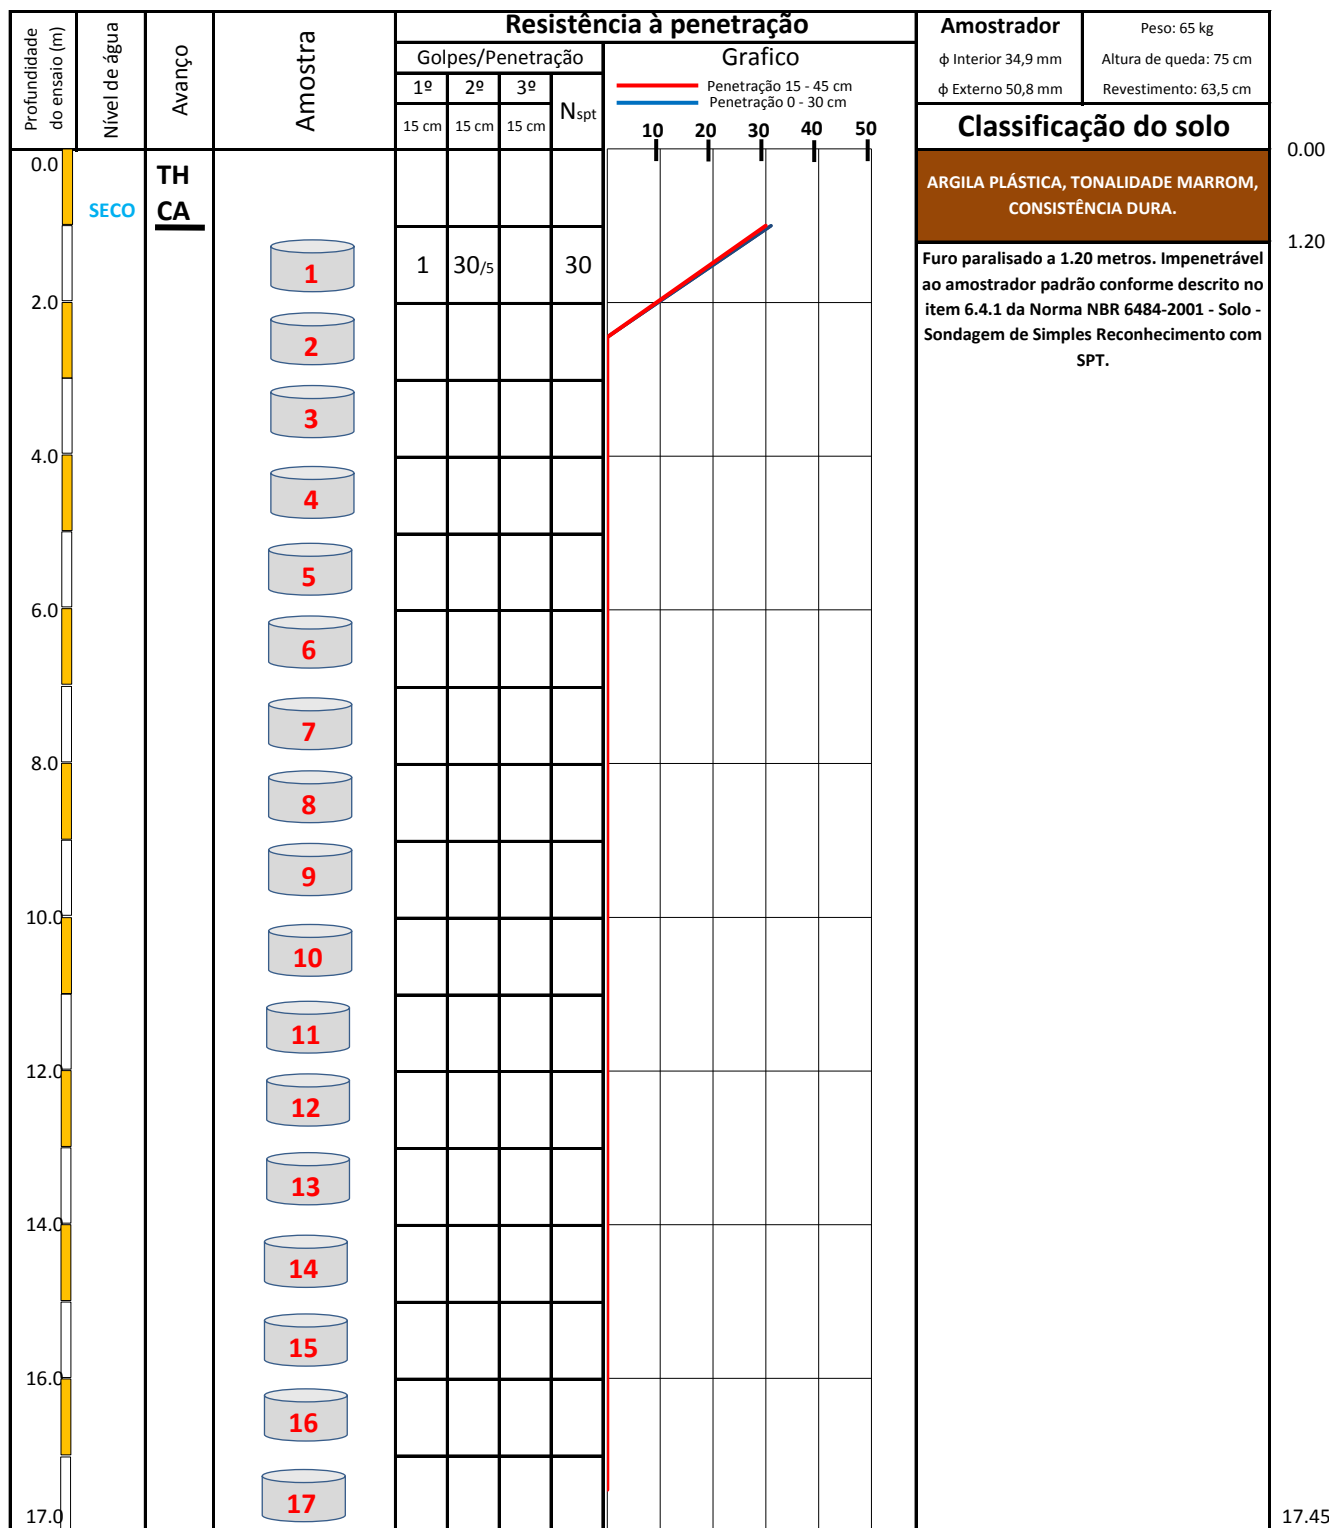 Profundidade
do ensaio (m)
Nível de água
Avanço
Amostra
Resistência à penetração
Golpes/Penetração
1º 2º 3º
15 cm 15 cm 15 cm
Nspt
Grafico
Penetração 15 - 45 cm
Penetração 0 - 30 cm
10 20 30 40 50
Amostrador
ϕ Interior 34,9 mm
ϕ Externo 50,8 mm
Peso: 65 kg
Altura de queda: 75 cm
Revestimento: 63,5 cm
Classificação do solo
0.0
0.00
TH
CA
SECO
ARGILA PLÁSTICA, TONALIDADE MARROM,
CONSISTÊNCIA DURA.
1.20
1
1 30/5 30
Furo paralisado a 1.20 metros. Impenetrável
ao amostrador padrão conforme descrito no
item 6.4.1 da Norma NBR 6484-2001 - Solo -
Sondagem de Simples Reconhecimento com
SPT.
2.0
2
3
4.0
4
5
6.0
6
7
8.0
8
9
10.0
10
11
12.0
12
13
14.0
14
15
16.0
16
17
17.0
17.45